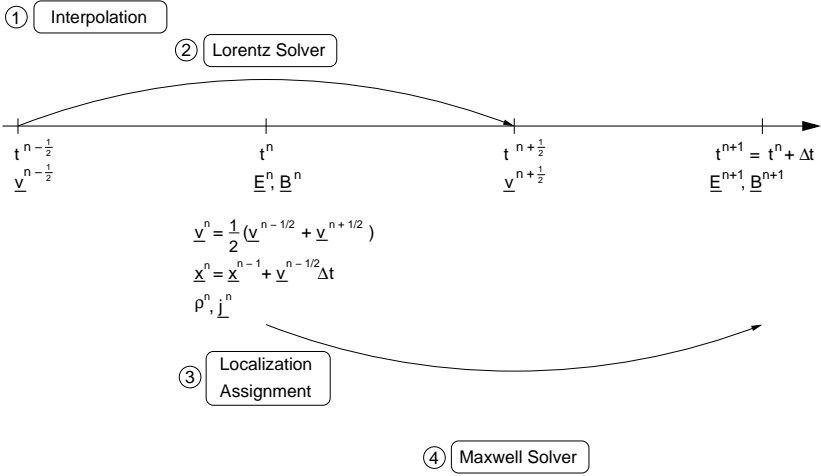 1 Interpolation
2 Lorentz Solver
t^{n − 1/2} t^n t^{n + 1/2} t^{n+1} = t^n + Δt
v^{n − 1/2} E^n, B^n v^{n + 1/2} E^{n+1}, B^{n+1}
v^n = 1/2 (v^{n − 1/2} + v^{n + 1/2} )
x^n = x^{n − 1} + v^{n − 1/2} Δt
ρ^n, j^n
3 Localization
Assignment
4 Maxwell Solver